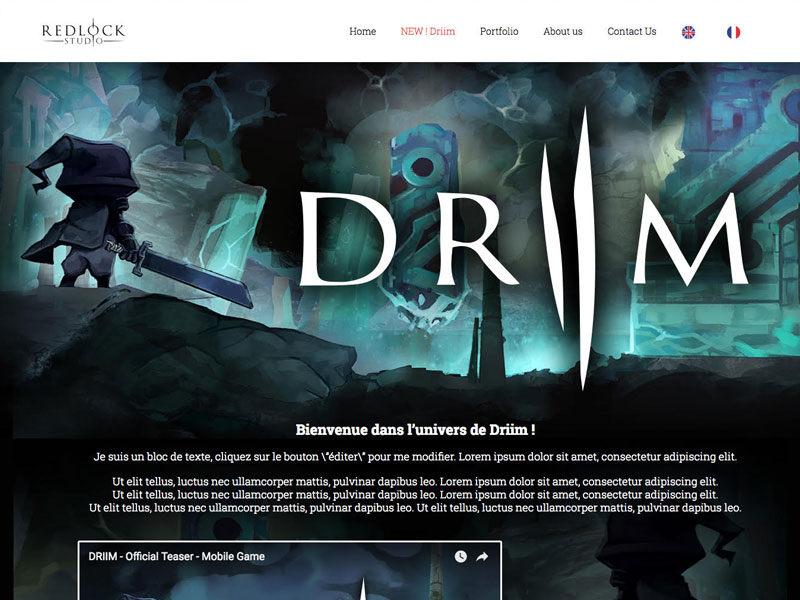 REDLOCK
STUDIO
Home NEW ! Driim Portfolio About us Contact Us
DRIIM
Bienvenue dans l'univers de Driim !
Je suis un bloc de texte, cliquez sur le bouton \"éditer\" pour me modifier. Lorem ipsum dolor sit amet, consectetur adipiscing elit.
Ut elit tellus, luctus nec ullamcorper mattis, pulvinar dapibus leo. Lorem ipsum dolor sit amet, consectetur adipiscing elit.
Ut elit tellus, luctus nec ullamcorper mattis, pulvinar dapibus leo. Lorem ipsum dolor sit amet, consectetur adipiscing elit.
Ut elit tellus, luctus nec ullamcorper mattis, pulvinar dapibus leo. Ut elit tellus, luctus nec ullamcorper mattis, pulvinar dapibus leo.
DRIIM - Official Teaser - Mobile Game